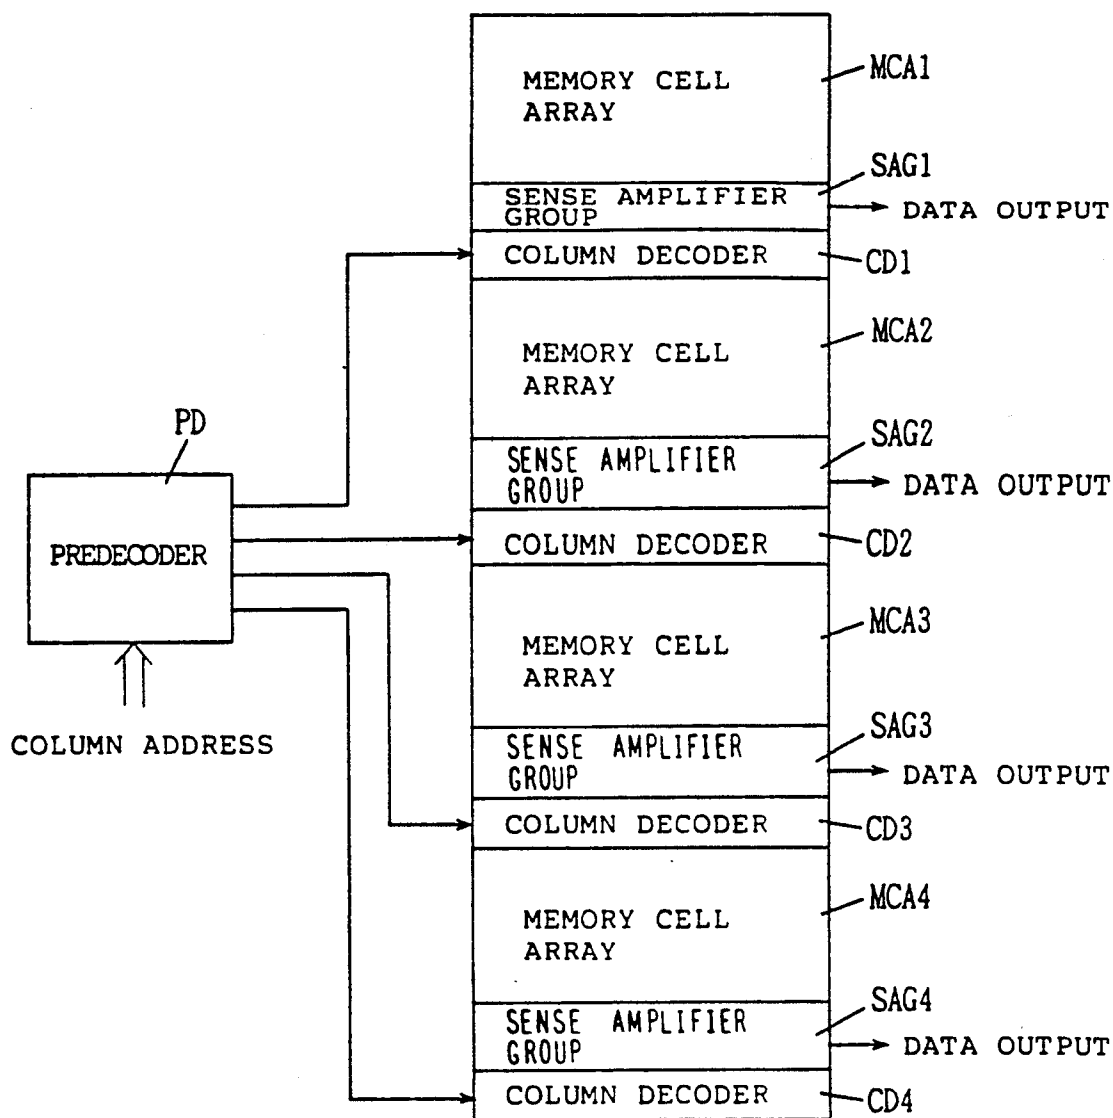 MEMORY CELL
ARRAY
MCA1
SAG1
SENSE AMPLIFIER
GROUP
DATA OUTPUT
COLUMN DECODER
CD1
MEMORY CELL
ARRAY
MCA2
PD
SAG2
SENSE AMPLIFIER
GROUP
DATA OUTPUT
PREDECODER
COLUMN DECODER
CD2
MEMORY CELL
ARRAY
MCA3
COLUMN ADDRESS
SAG3
SENSE AMPLIFIER
GROUP
DATA OUTPUT
COLUMN DECODER
CD3
MEMORY CELL
ARRAY
MCA4
SAG4
SENSE AMPLIFIER
GROUP
DATA OUTPUT
COLUMN DECODER
CD4